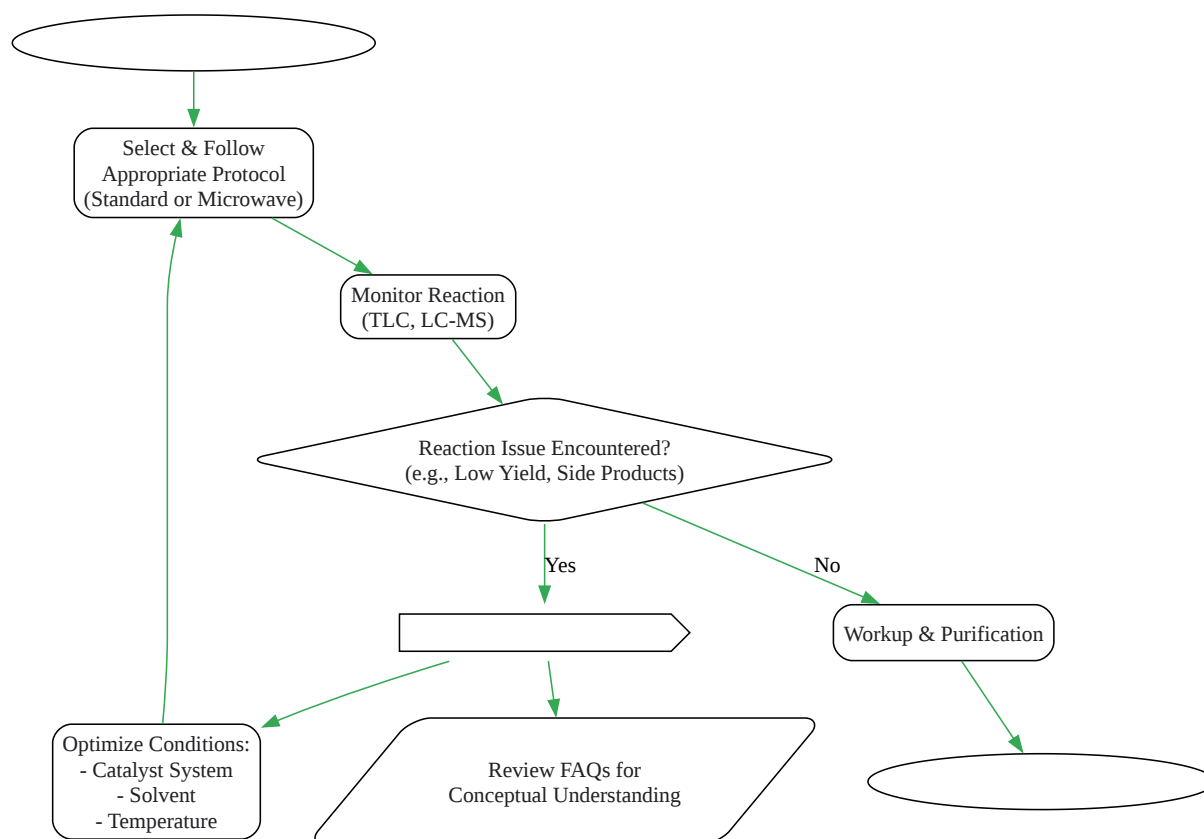 Select & Follow
Appropriate Protocol
(Standard or Microwave)
Monitor Reaction
(TLC, LC-MS)
Reaction Issue Encountered?
(e.g., Low Yield, Side Products)
Yes
No
Workup & Purification
Optimize Conditions:
- Catalyst System
- Solvent
- Temperature
Review FAQs for
Conceptual Understanding